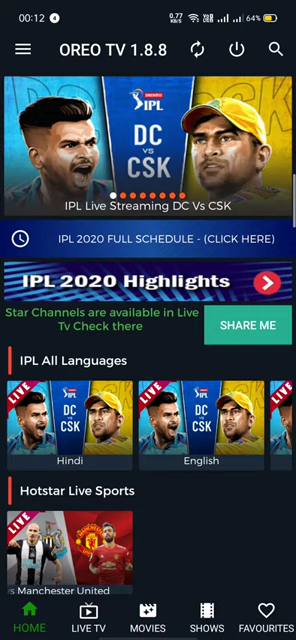 00:12
0.77
KB/S
64%
OREO TV 1.8.8
IPL
DC
VS
CSK
IPL Live Streaming DC Vs CSK
IPL 2020 FULL SCHEDULE - (CLICK HERE)
IPL 2020 Highlights
Star Channels are available in Live
Tv Check there
SHARE ME
IPL All Languages
LIVE
IPL
DC
VS
CSK
Hindi
LIVE
IPL
DC
VS
CSK
English
LIVE
Hotstar Live Sports
LIVE
s Manchester United
HOME
LIVE TV
MOVIES
SHOWS
FAVOURITES